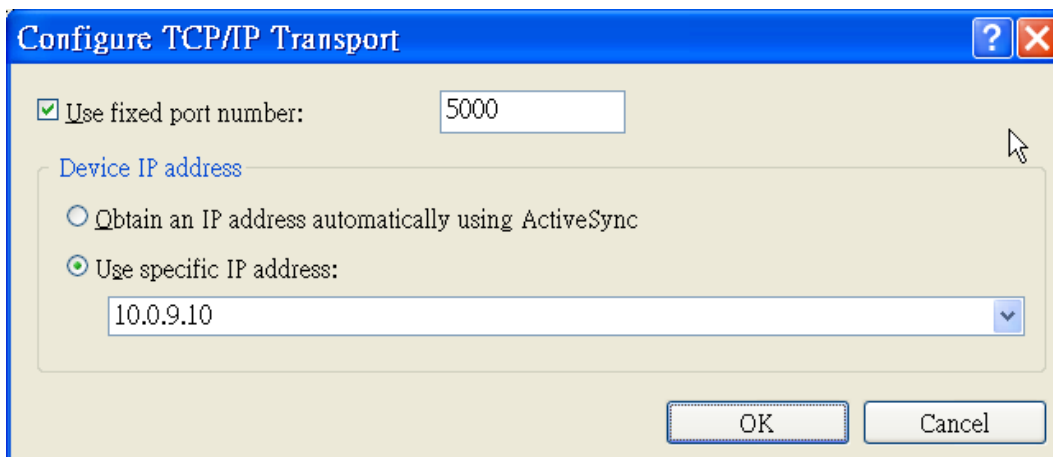 Configure TCP/IP Transport
Use fixed port number: 5000
Device IP address
Obtain an IP address automatically using ActiveSync
Use specific IP address:
10.0.9.10
OK Cancel